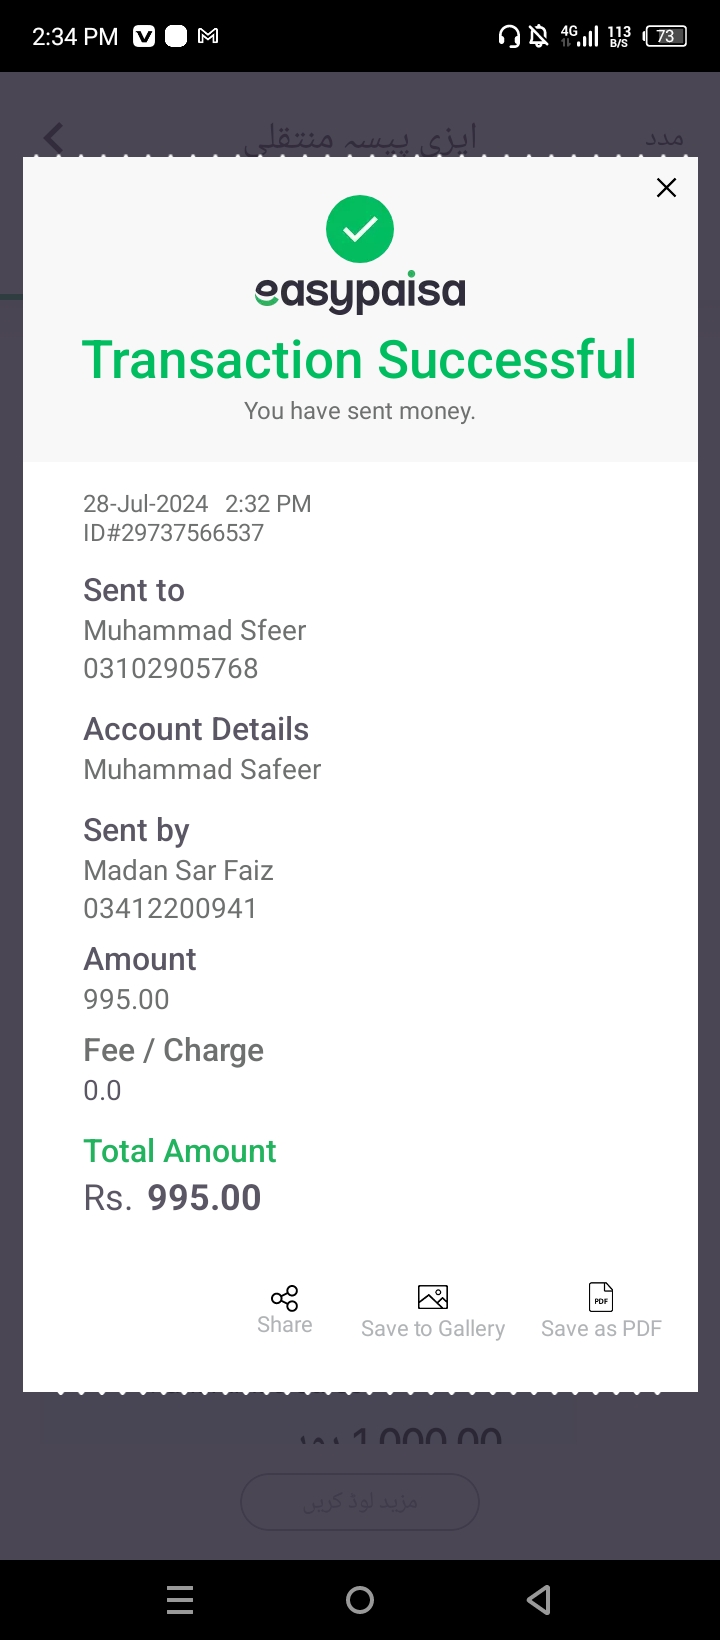 2:34 PM
4G 113 B/S 73
ایزی پیسہ منتقلی
مدد
easypaisa
Transaction Successful
You have sent money.
28-Jul-2024 2:32 PM
ID#29737566537
Sent to
Muhammad Sfeer
03102905768
Account Details
Muhammad Safeer
Sent by
Madan Sar Faiz
03412200941
Amount
995.00
Fee / Charge
0.0
Total Amount
Rs. 995.00
Share
Save to Gallery
PDF
Save as PDF
1,000.00
مزید لوڈ کریں